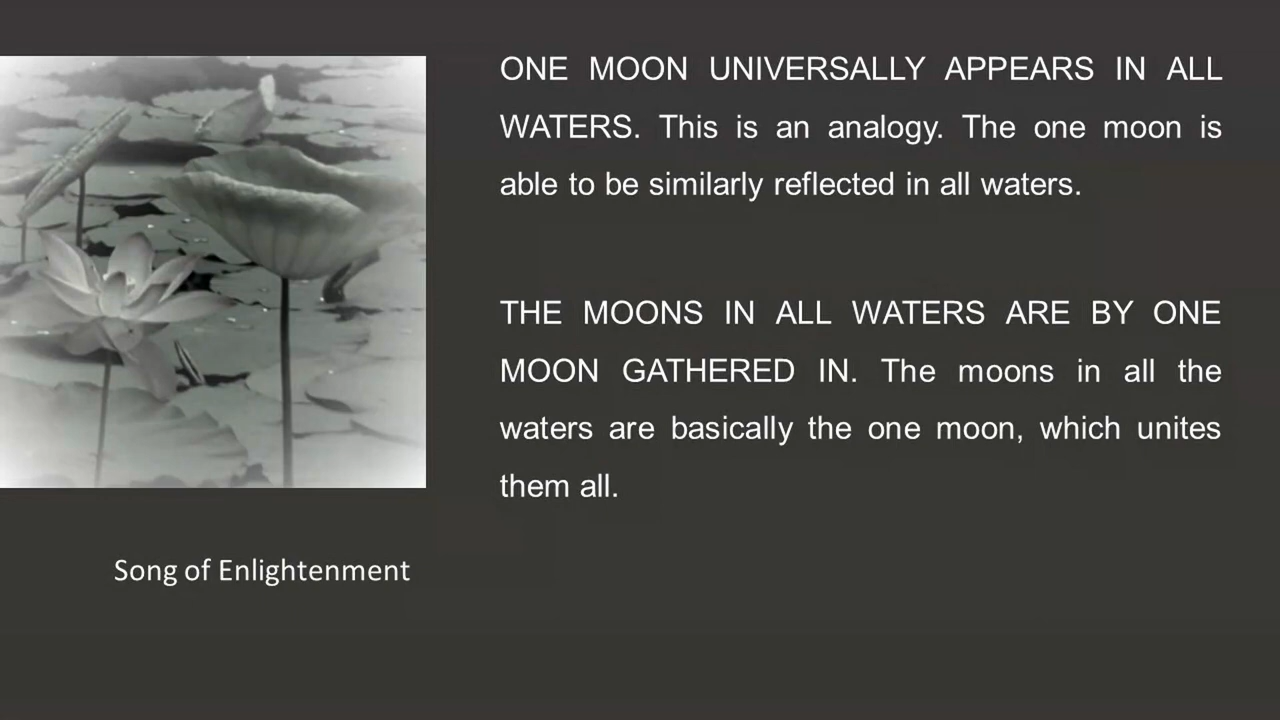 ONE MOON UNIVERSALLY APPEARS IN ALL
WATERS. This is an analogy. The one moon is
able to be similarly reflected in all waters.
THE MOONS IN ALL WATERS ARE BY ONE
MOON GATHERED IN. The moons in all the
waters are basically the one moon, which unites
them all.
Song of Enlightenment